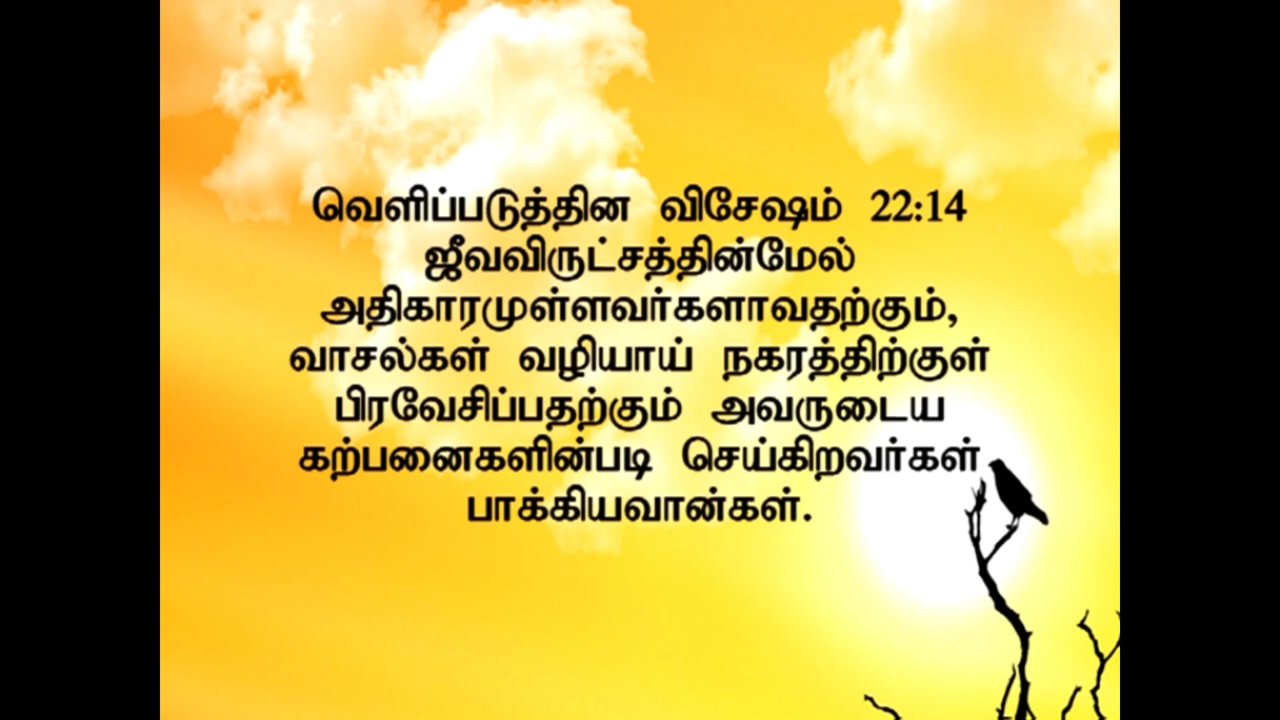 வெளிப்படுத்தின விசேஷம் 22:14
ஜீவவிருட்சத்தின்மேல்
அதிகாரமுள்ளவர்களாவதற்கும்,
வாசல்கள் வழியாய் நகரத்திற்குள்
பிரவேசிப்பதற்கும் அவருடைய
கற்பனைகளின்படி செய்கிறவர்கள்
பாக்கியவான்கள்.